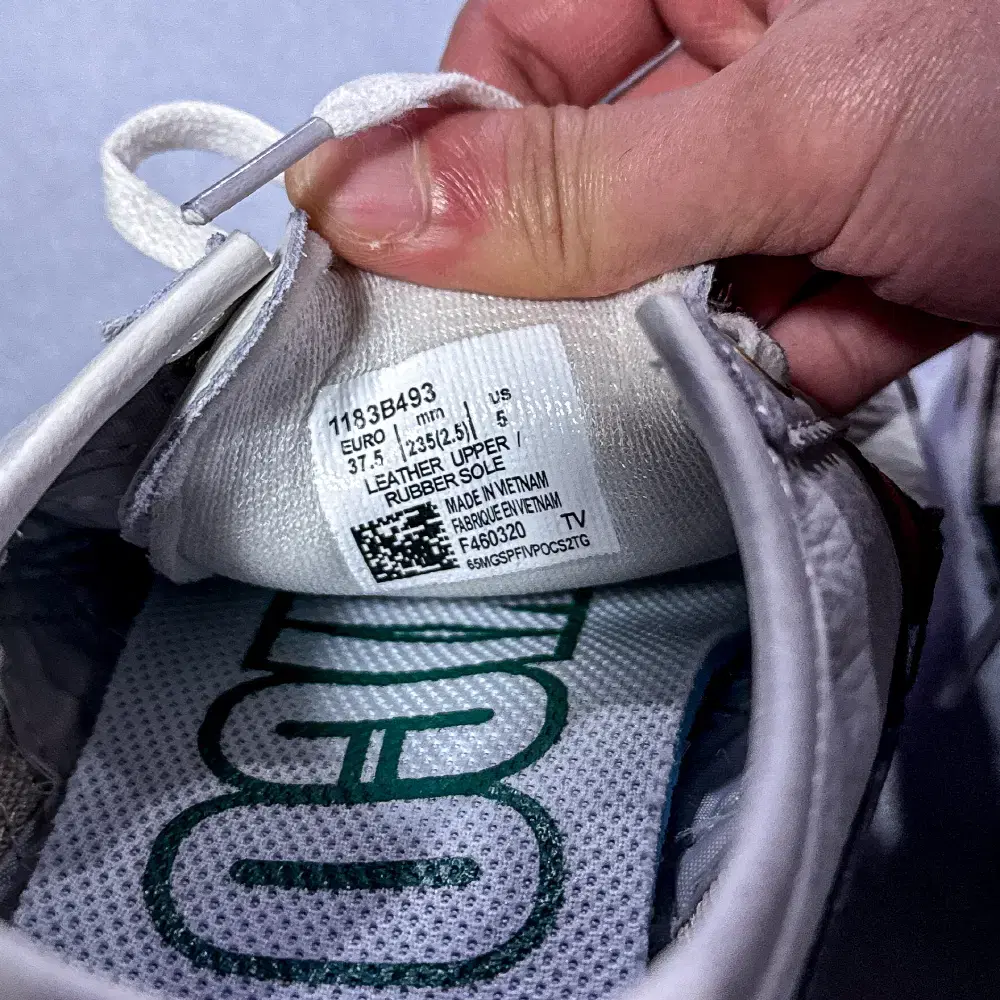 1183B493
EURO | mm | US
37.5 | 235(2.5) | 5
LEATHER UPPER /
RUBBER SOLE
MADE IN VIETNAM
FABRIQUE EN VIETNAM
F460320 TV
65MGSPFIVPOCS2TG